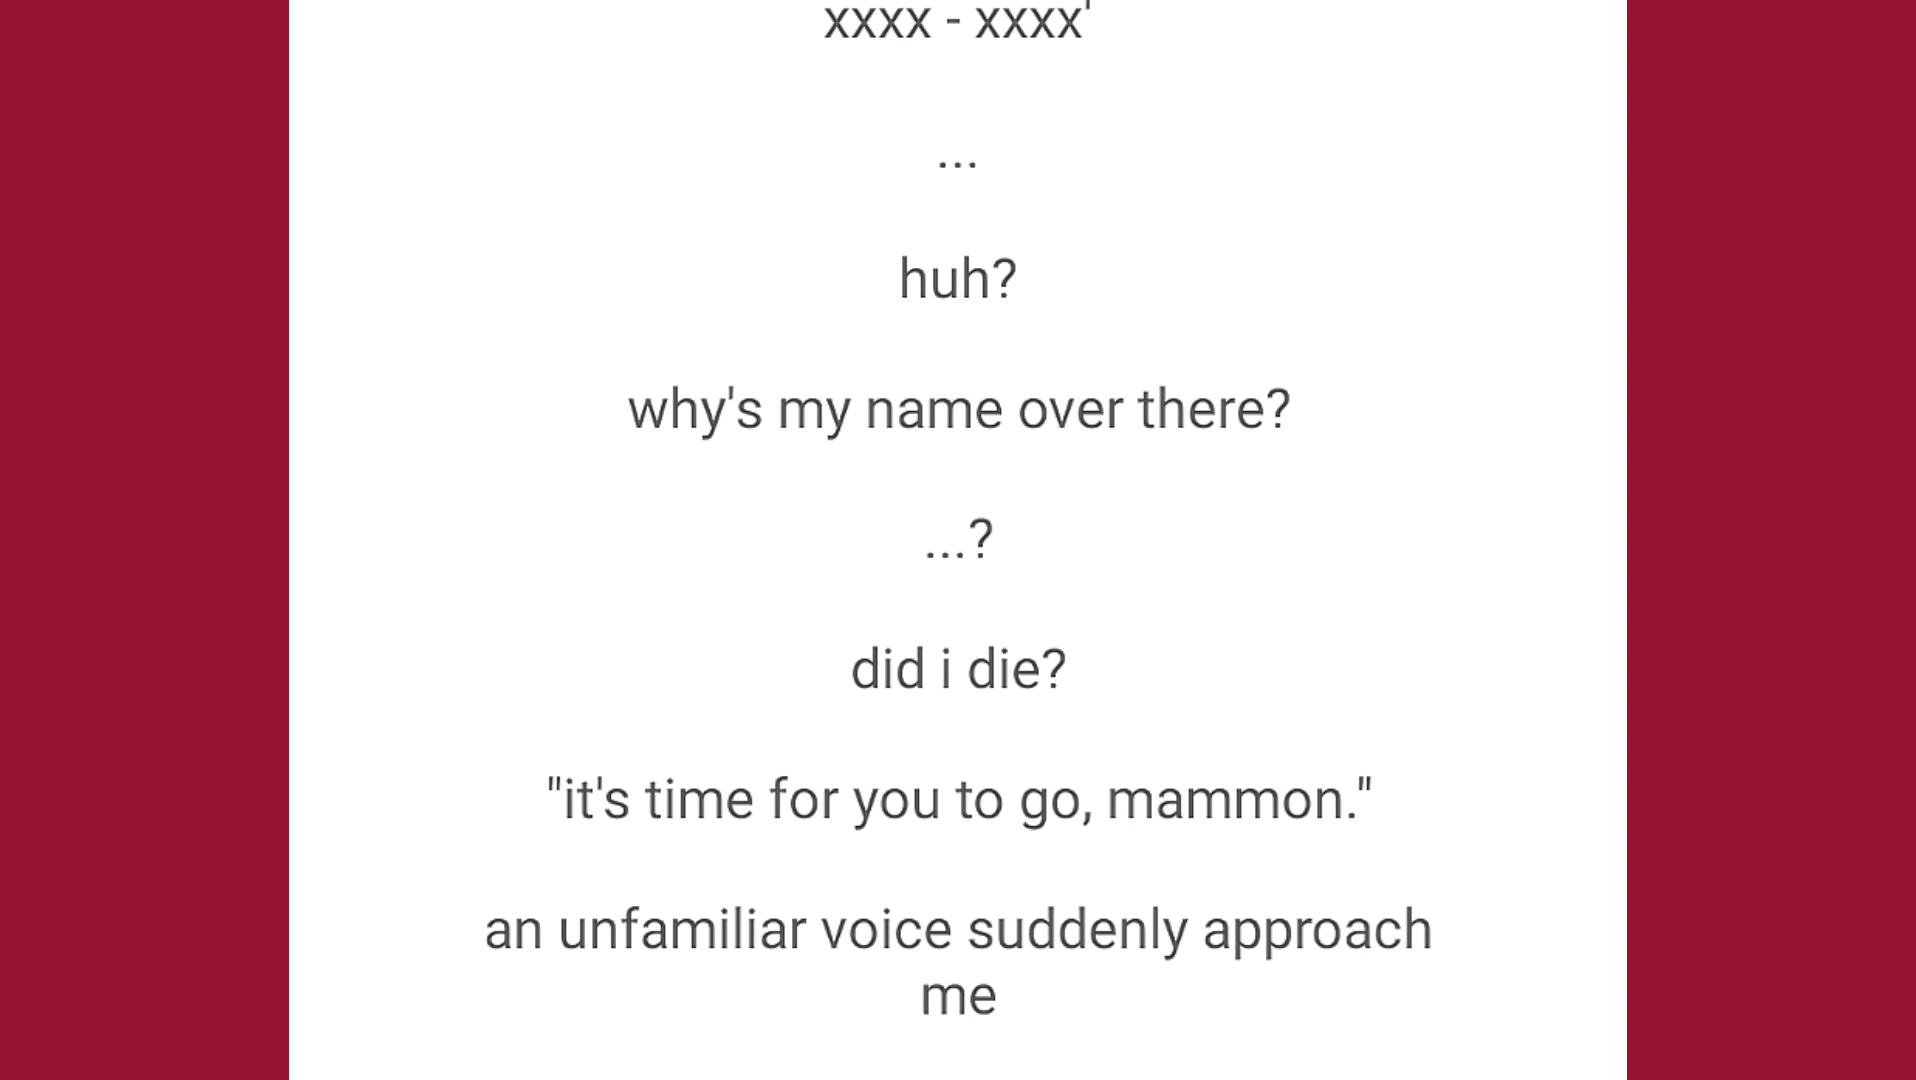 xxxx - xxxx'
...
huh?
why's my name over there?
...?
did i die?
"it's time for you to go, mammon."
an unfamiliar voice suddenly approach
me